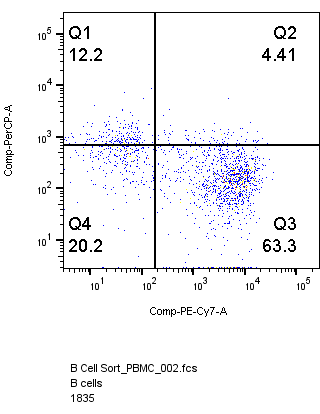 Q1
12.2
Q2
4.41
Q4
20.2
Q3
63.3
Comp-PerCP-A
10⁵
10⁴
10³
10²
10¹
10¹
10²
10³
10⁴
10⁵
Comp-PE-Cy7-A
B Cell Sort_PBMC_002.fcs
B cells
1835